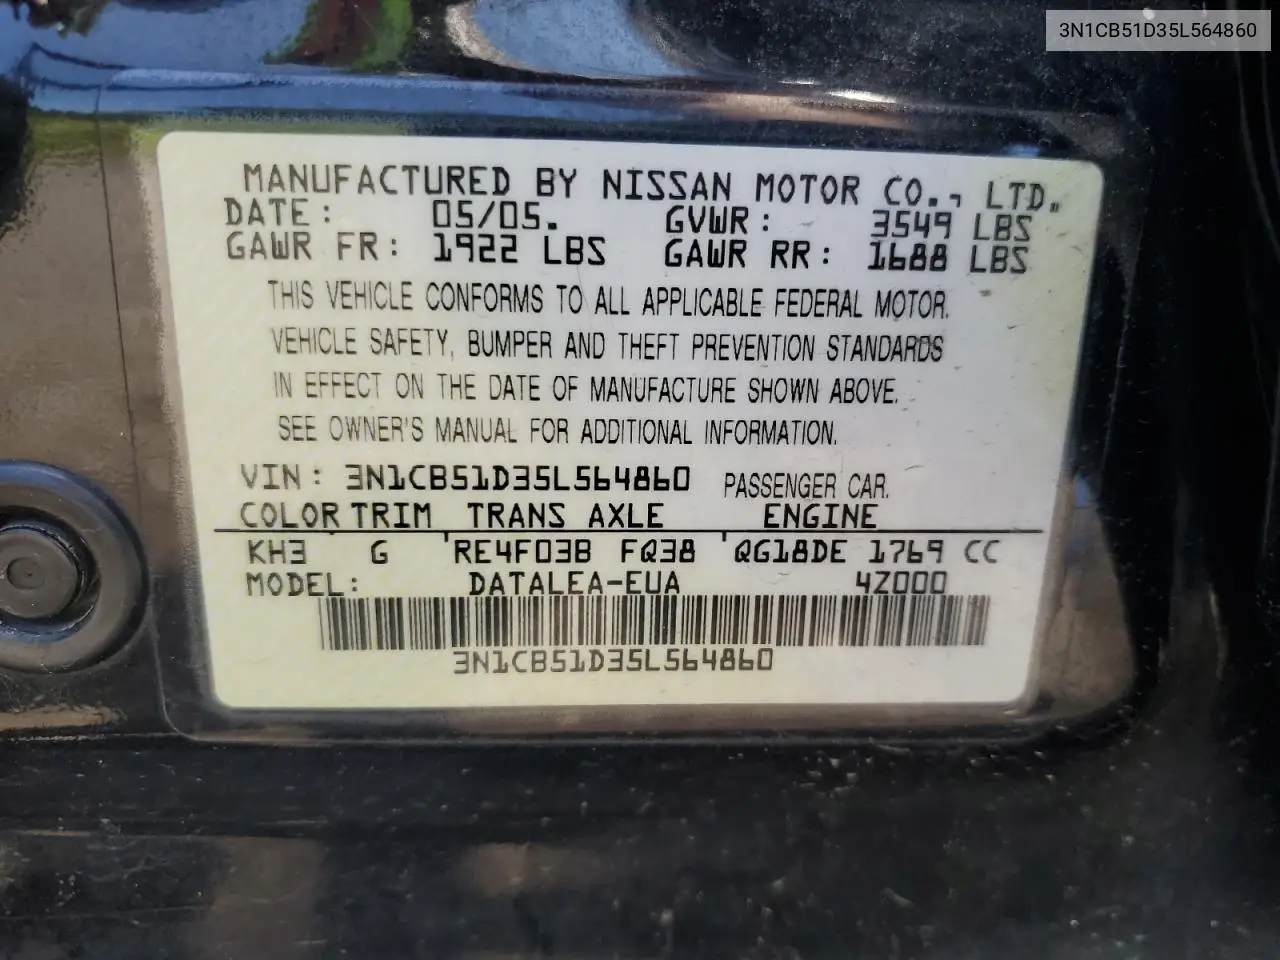 3N1CB51D35L564860
MANUFACTURED BY NISSAN MOTOR CO., LTD.
DATE: 05/05. GVWR: 3549 LBS
GAWR FR: 1922 LBS GAWR RR: 1688 LBS
THIS VEHICLE CONFORMS TO ALL APPLICABLE FEDERAL MOTOR.
VEHICLE SAFETY, BUMPER AND THEFT PREVENTION STANDARDS
IN EFFECT ON THE DATE OF MANUFACTURE SHOWN ABOVE.
SEE OWNER'S MANUAL FOR ADDITIONAL INFORMATION.
VIN: 3N1CB51D35L564860 PASSENGER CAR.
COLOR TRIM TRANS AXLE ENGINE
KH3 G 'RE4F03B FQ38 'QG18DE 1769 CC
MODEL: DATALEA-EUA 4Z000
3N1CB51D35L564860